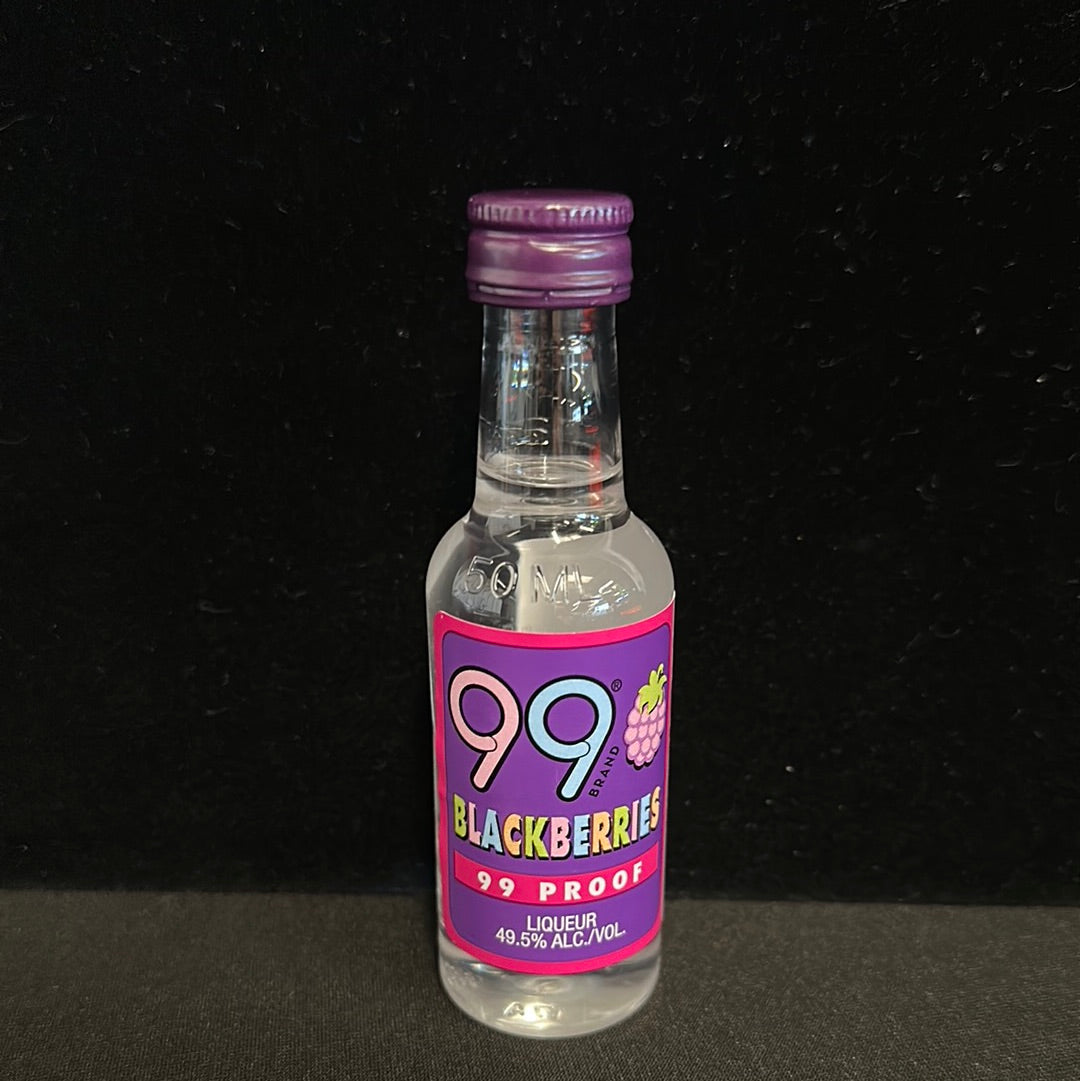 50 ML
99®
BRAND
BLACKBERRIES
99 PROOF
LIQUEUR
49.5% ALC./VOL.